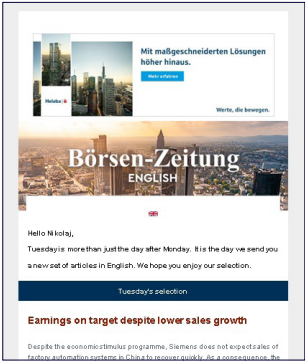 Mit maßgeschneiderten Lösungen
höher hinaus.
Mehr erfahren
Helaba
Werte, die bewegen.
Börsen-Zeitung
ENGLISH
Hello Nikolaj,
Tuesday is more than just the day after Monday. It is the day we send you
a new set of articles in English. We hope you enjoy our selection.
Tuesday's selection
Earnings on target despite lower sales growth
Despite the economic stimulus programme, Siemens does not expect sales of
factory automation systems in China to recover quickly. As a consequence, the